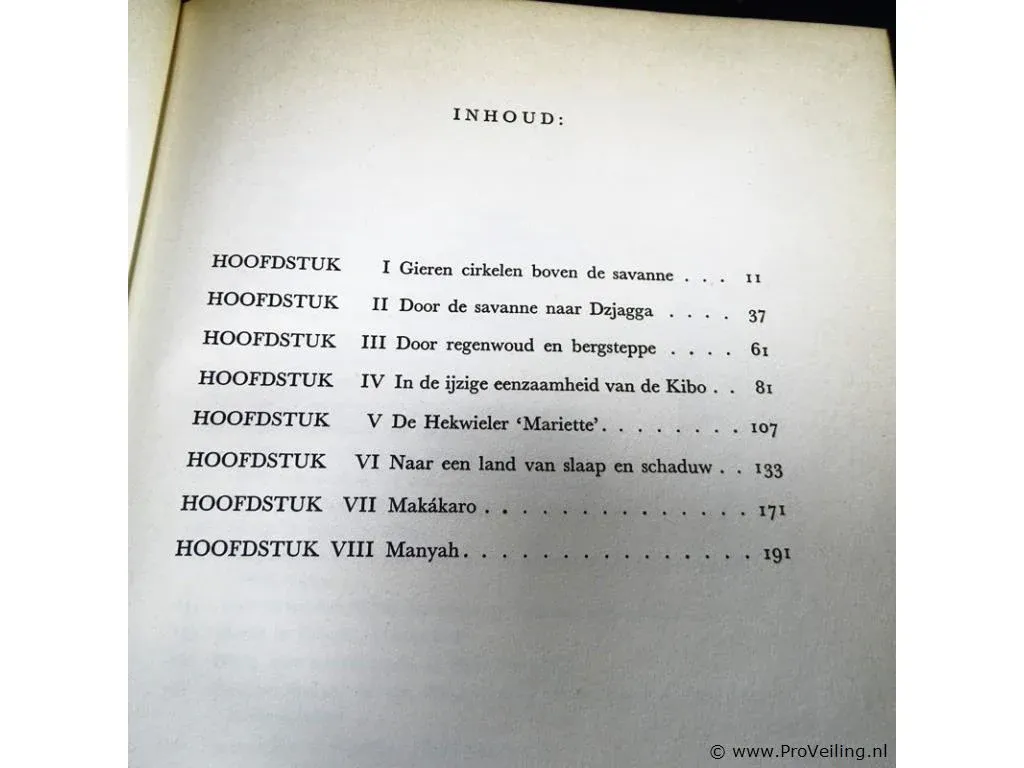 INHOUD:
HOOFDSTUK I Gieren cirkelen boven de savanne . . . 11
HOOFDSTUK II Door de savanne naar Dzjagga . . . . 37
HOOFDSTUK III Door regenwoud en bergsteppe . . . . 61
HOOFDSTUK IV In de ijzige eenzaamheid van de Kibo . . 81
HOOFDSTUK V De Hekwieler ‘Mariette’. . . . . . . . 107
HOOFDSTUK VI Naar een land van slaap en schaduw . . 133
HOOFDSTUK VII Makákaro . . . . . . . . . . . . . . 171
HOOFDSTUK VIII Manyah. . . . . . . . . . . . . . . 191
© www.ProVeiling.nl